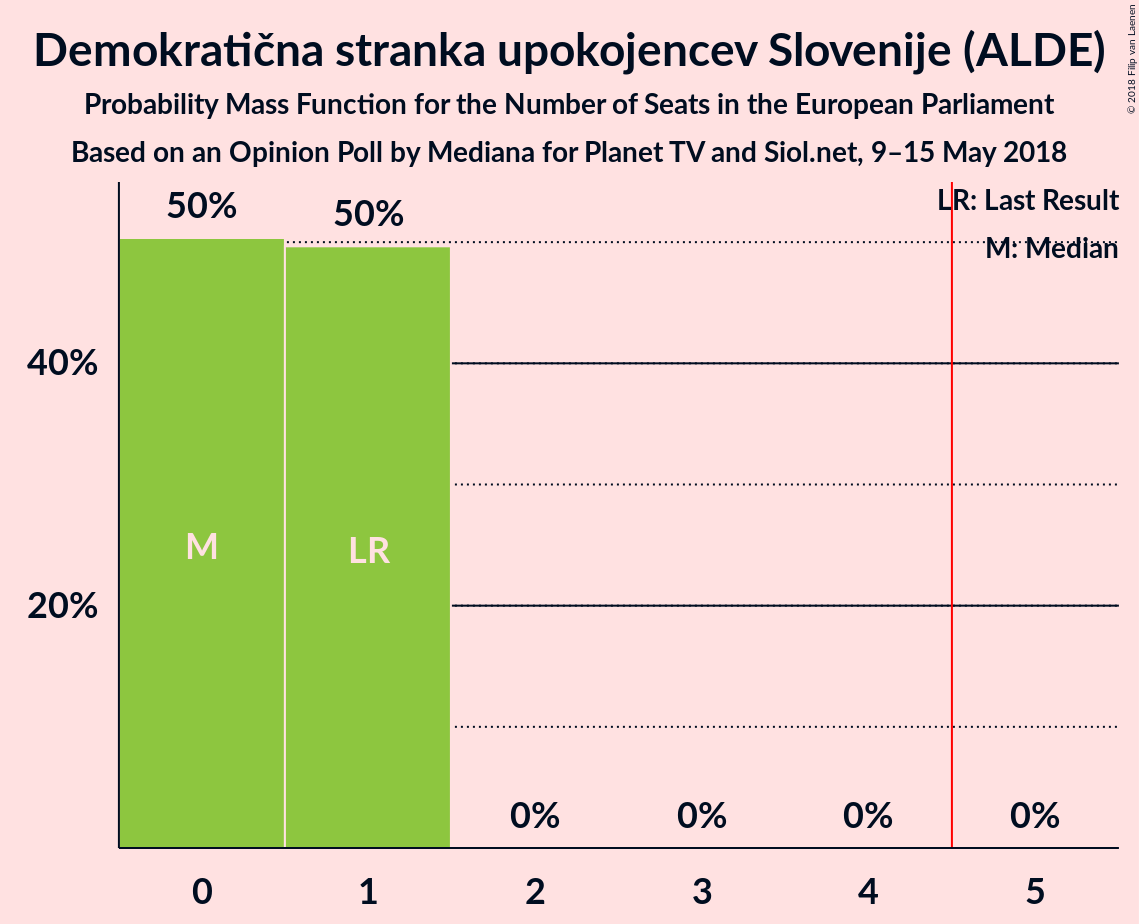 Demokratična stranka upokojencev Slovenije (ALDE)
Probability Mass Function for the Number of Seats in the European Parliament
Based on an Opinion Poll by Mediana for Planet TV and Siol.net, 9–15 May 2018
© 2018 Filip van Laenen
LR: Last Result
M: Median
50%
50%
40%
20%
M
LR
0%
0%
0%
0%
0
1
2
3
4
5